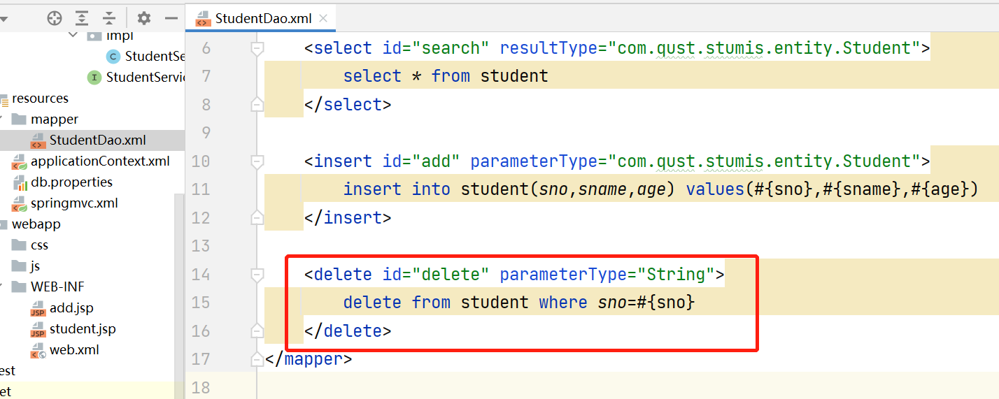 StudentDao.xml
impl
C StudentSe
I StudentServic
resources
mapper
StudentDao.xml
applicationContext.xml
db.properties
springmvc.xml
webapp
css
js
WEB-INF
JSP add.jsp
JSP student.jsp
web.xml
est
et
6 <select id="search" resultType="com.qust.stumis.entity.Student">
7 select * from student
8 </select>
9
10 <insert id="add" parameterType="com.qust.stumis.entity.Student">
11 insert into student(sno,sname,age) values(#{sno},#{sname},#{age})
12 </insert>
13
14 <delete id="delete" parameterType="String">
15 delete from student where sno=#{sno}
16 </delete>
17 </mapper>
18